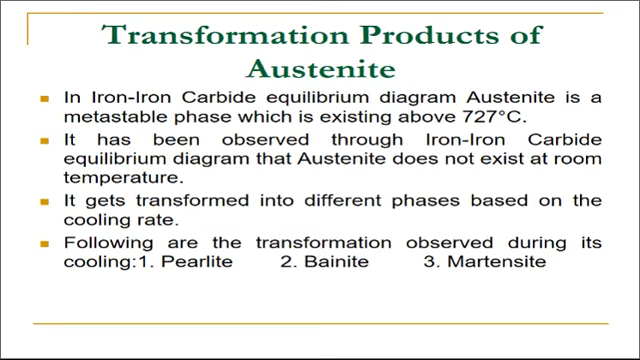 Transformation Products of
Austenite
In Iron-Iron Carbide equilibrium diagram Austenite is a
metastable phase which is existing above 727°C.
It has been observed through Iron-Iron Carbide
equilibrium diagram that Austenite does not exist at room
temperature.
It gets transformed into different phases based on the
cooling rate.
Following are the transformation observed during its
cooling:1. Pearlite 2. Bainite 3. Martensite